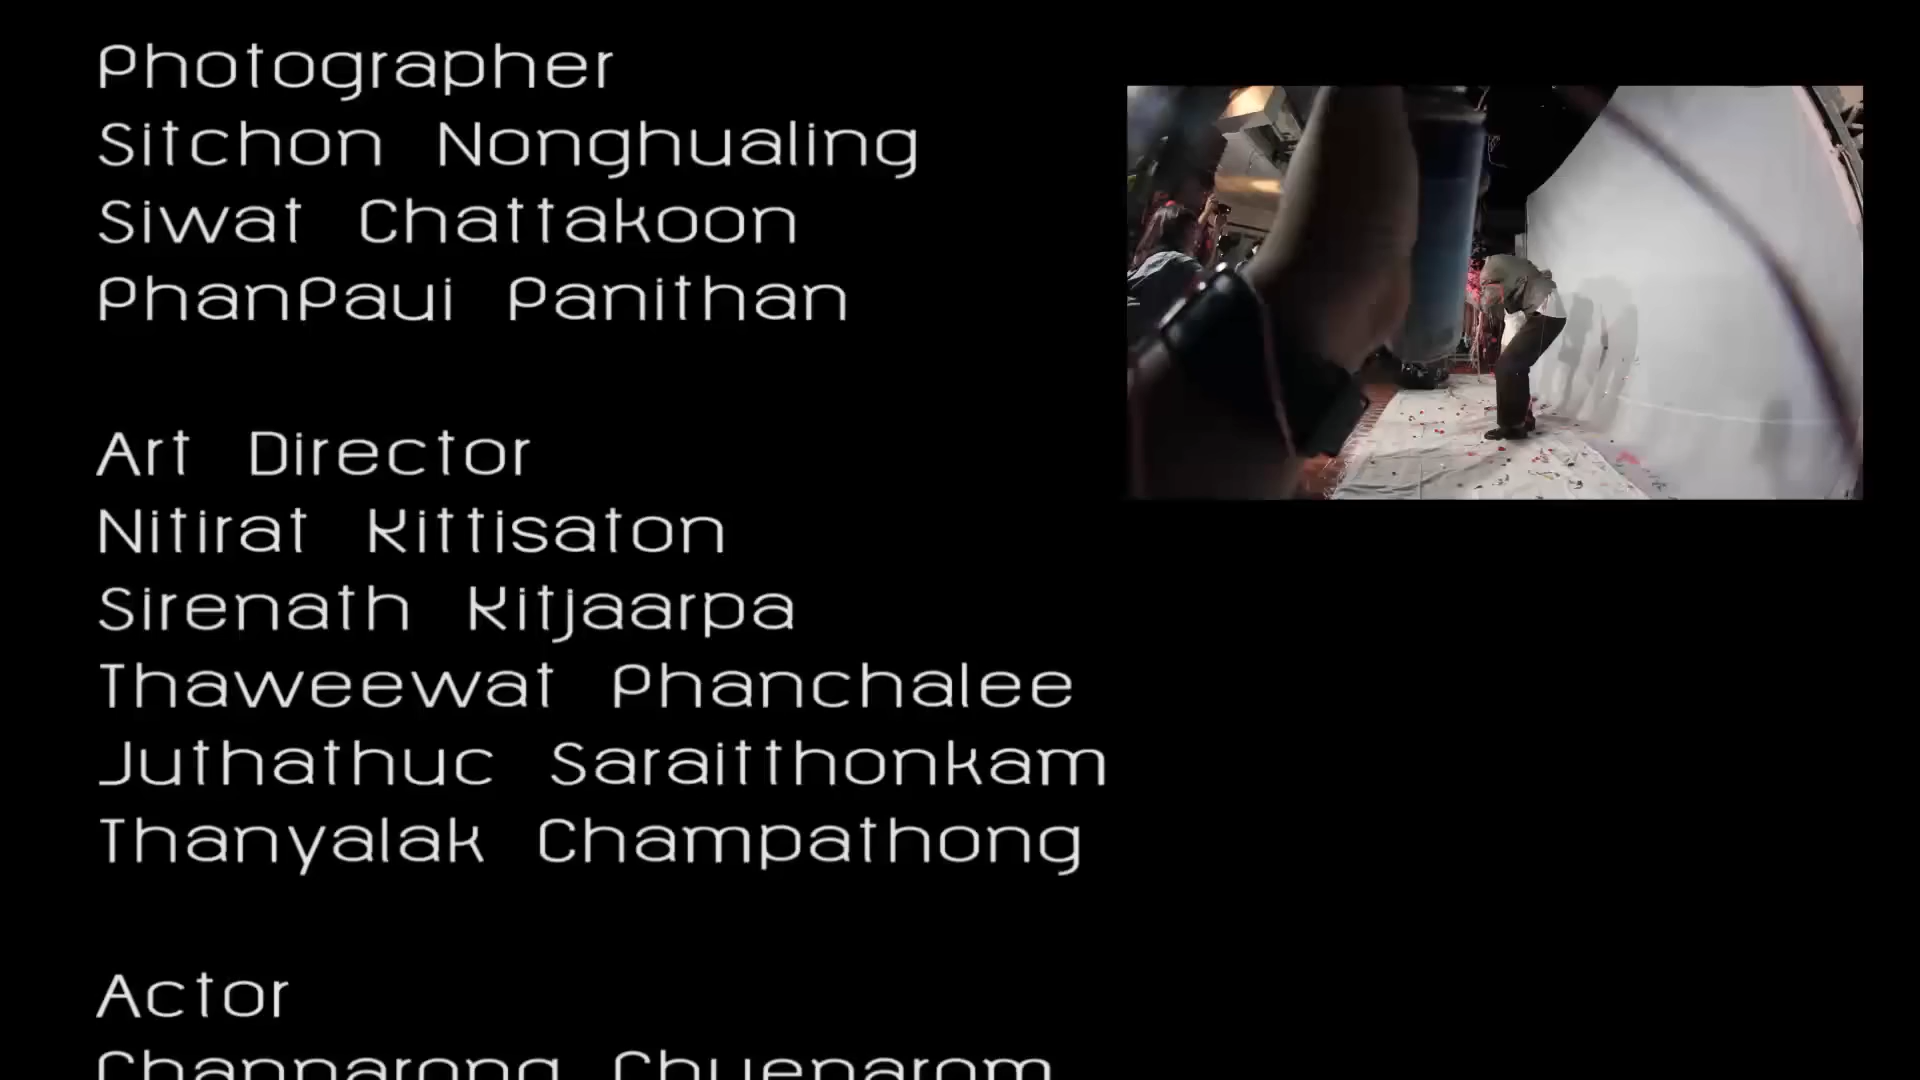 Photographer
Sitchon Nonghualing
Siwat Chattakoon
PhanPaui Panithan
Art Director
Nitirat Kittisaton
Sirenath Kitjaarpa
Thaweewat Phanchalee
Juthathuc Saraitthonkam
Thanyalak Champathong
Actor